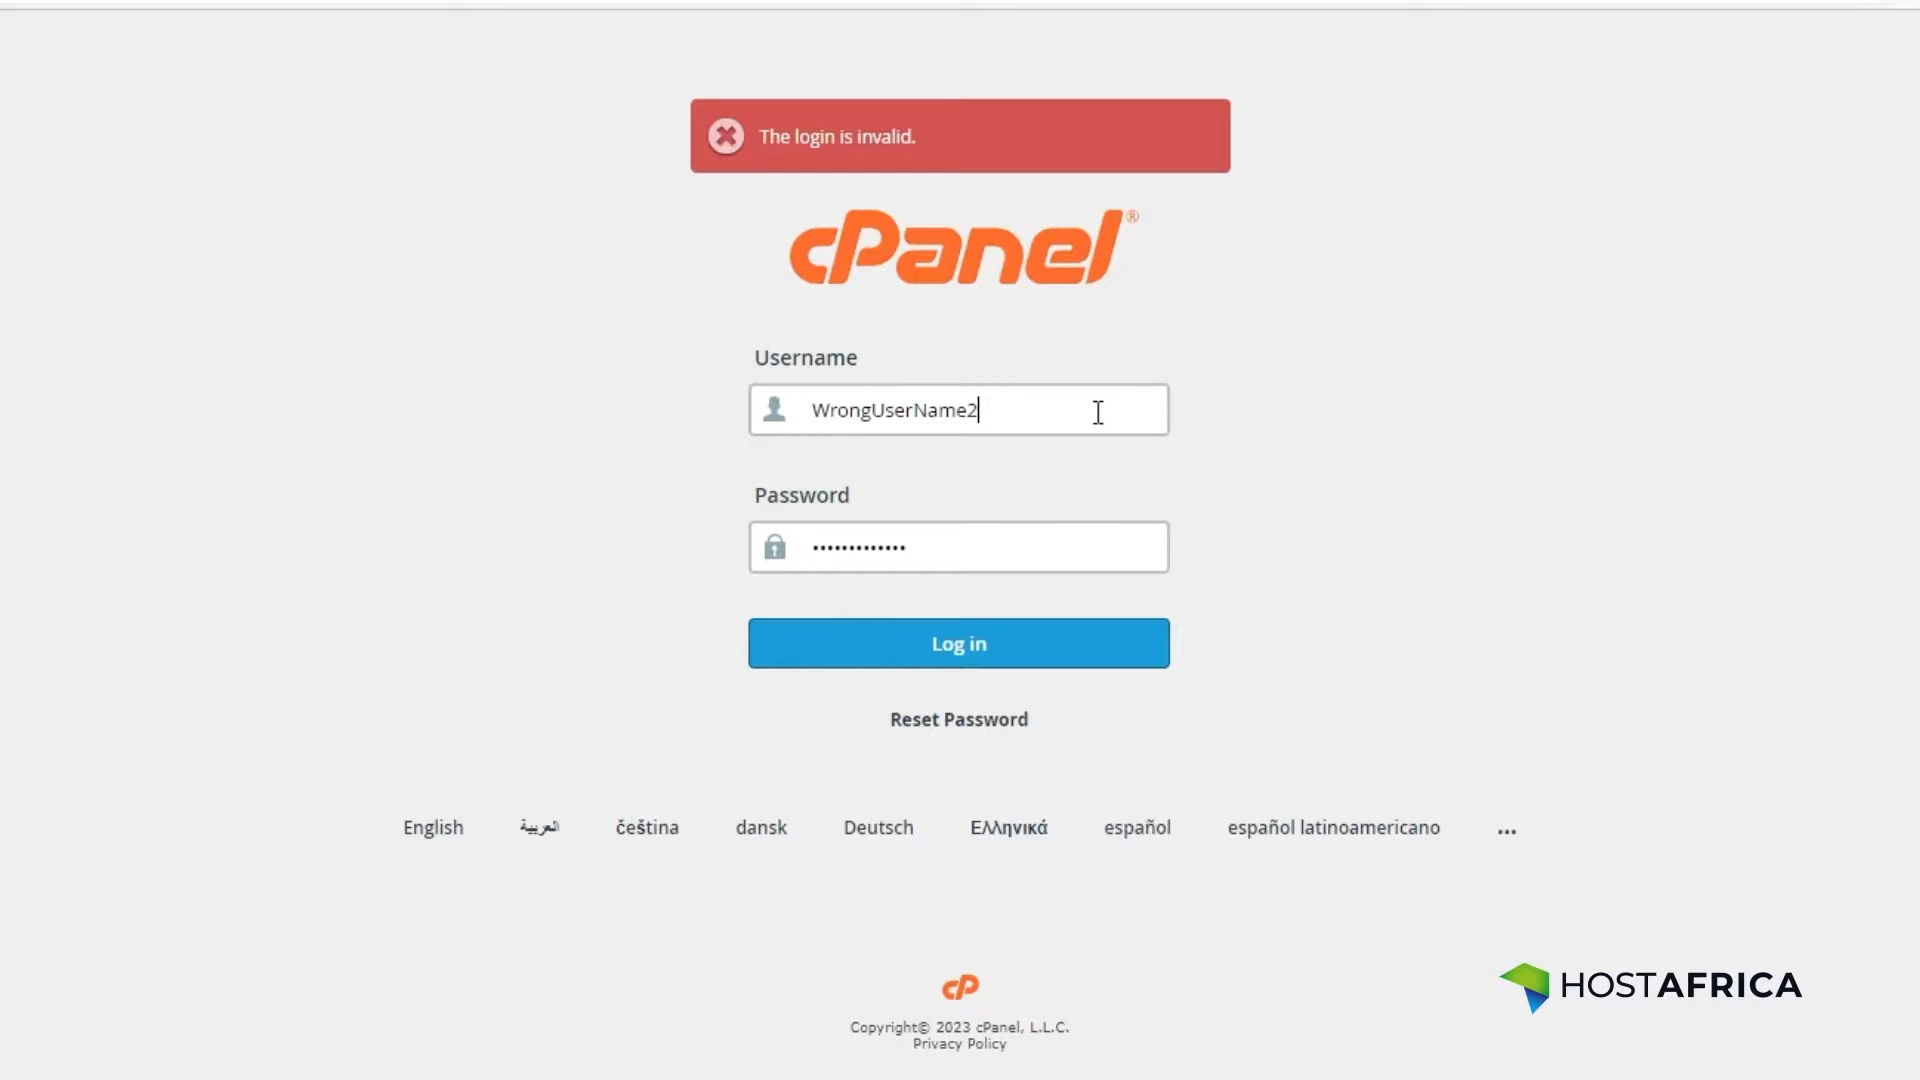 The login is invalid.
cPanel®
Username
WrongUserName2
Password
•••••••••••••
Log in
Reset Password
English العربية čeština dansk Deutsch Ελληνικά español español latinoamericano ...
cP
HOSTAFRICA
Copyright© 2023 cPanel, L.L.C.
Privacy Policy